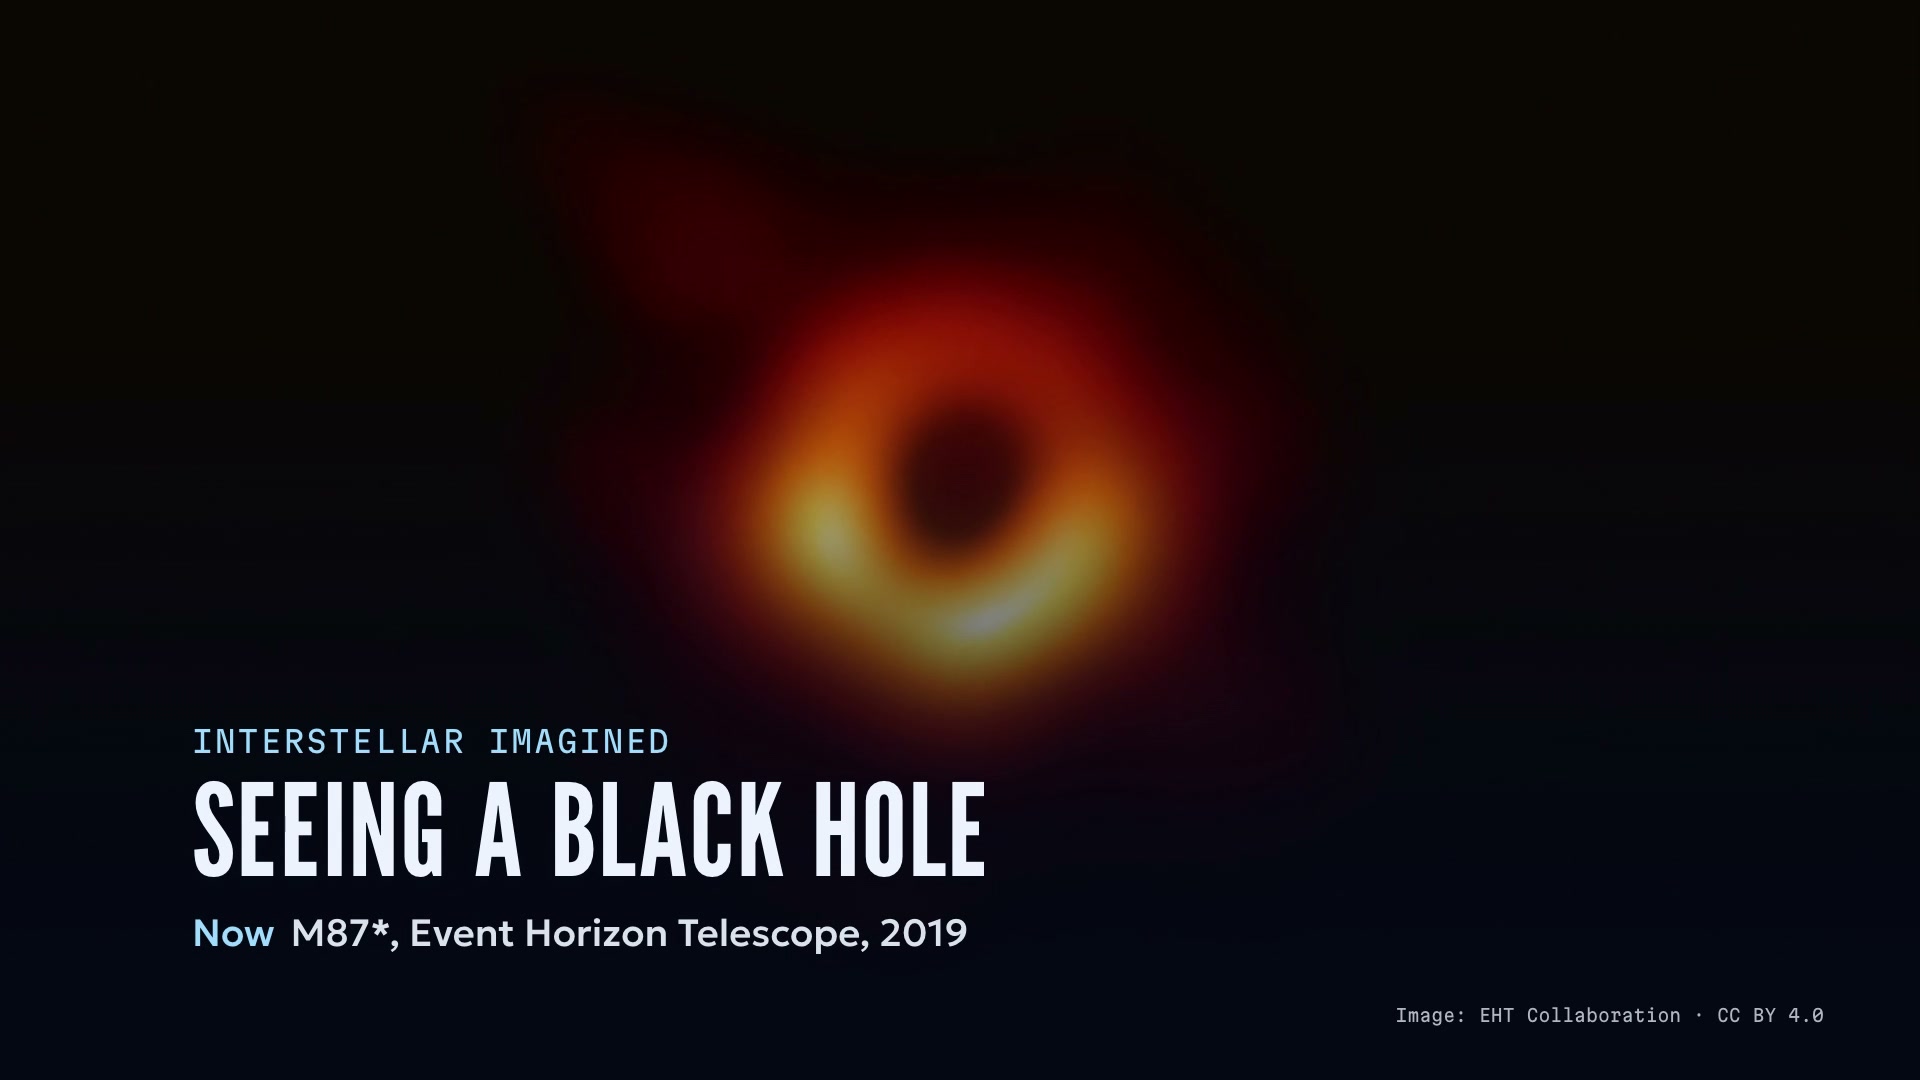 INTERSTELLAR IMAGINED
SEEING A BLACK HOLE
Now M87*, Event Horizon Telescope, 2019
Image: EHT Collaboration · CC BY 4.0